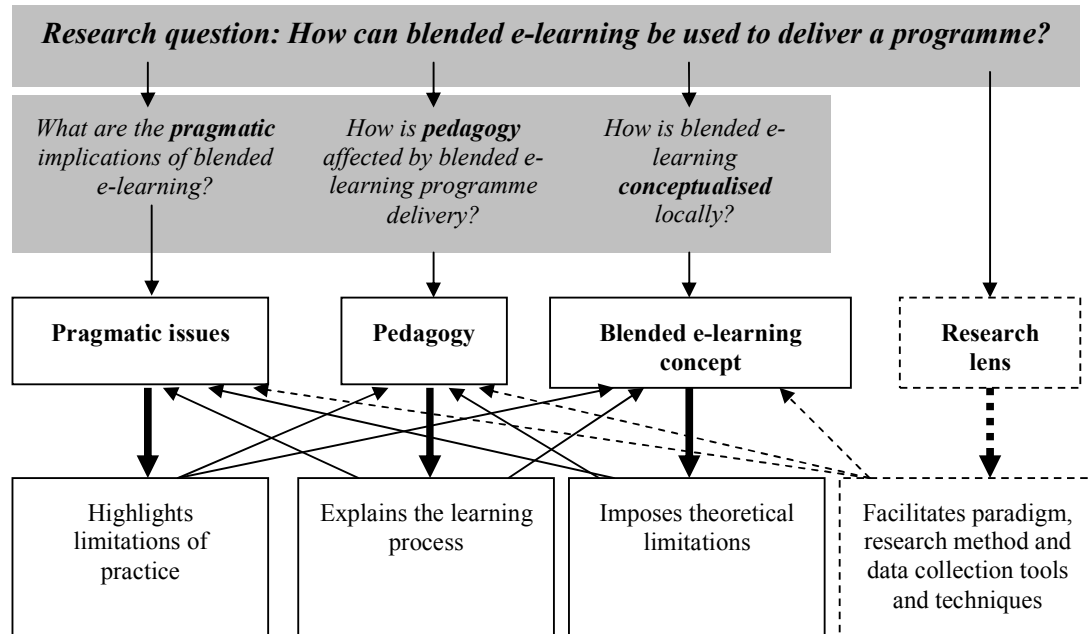 Research question: How can blended e-learning be used to deliver a programme?
What are the pragmatic
implications of blended
e-learning?
How is pedagogy
affected by blended e-
learning programme
delivery?
How is blended e-
learning
conceptualised
locally?
Pragmatic issues
Pedagogy
Blended e-learning
concept
Research
lens
Highlights
limitations of
practice
Explains the learning
process
Imposes theoretical
limitations
Facilitates paradigm,
research method and
data collection tools
and techniques